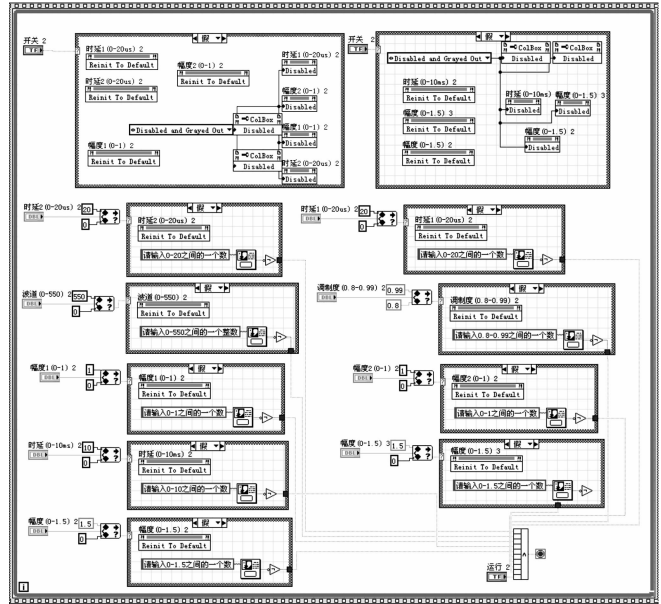 开关 2
TF
假
时延1(0-20us) 2
Reinit To Default
时延2(0-20us) 2
Reinit To Default
幅度1(0-1) 2
Reinit To Default
幅度2(0-1) 2
Reinit To Default
Disabled and Grayed Out
ColBox
Disabled
ColBox
Disabled
时延1(0-20us) 2
Disabled
幅度2(0-1) 2
Disabled
幅度1(0-1) 2
Disabled
时延2(0-20us) 2
Disabled
开关 2
TF
假
Disabled and Grayed Out
ColBox
Disabled
ColBox
Disabled
时延(0-10ms) 2
Reinit To Default
幅度(0-1.5) 3
Reinit To Default
幅度(0-1.5) 2
Reinit To Default
时延(0-10ms) 2
Disabled
幅度(0-1.5) 3
Disabled
幅度(0-1.5) 2
Disabled
时延2(0-20us) 2
DBL
20
0
假
时延2(0-20us) 2
Reinit To Default
请输入0-20之间的一个数
时延1(0-20us) 2
DBL
20
0
假
时延1(0-20us) 2
Reinit To Default
请输入0-20之间的一个数
波道(0-550) 2
DBL
550
0
假
波道(0-550) 2
Reinit To Default
请输入0-550之间的一个整数
调制度(0.8-0.99) 2
DBL
0.99
0.8
假
调制度(0.8-0.99) 2
Reinit To Default
请输入0.8-0.99之间的一个数
幅度1(0-1) 2
DBL
1
0
假
幅度1(0-1) 2
Reinit To Default
请输入0-1之间的一个数
幅度2(0-1) 2
DBL
1
0
假
幅度2(0-1) 2
Reinit To Default
请输入0-1之间的一个数
时延(0-10ms) 2
DBL
10
0
假
时延(0-10ms) 2
Reinit To Default
请输入0-10之间的一个数
幅度(0-1.5) 3
DBL
1.5
0
假
幅度(0-1.5) 3
Reinit To Default
请输入0-1.5之间的一个数
幅度(0-1.5) 2
DBL
1.5
0
假
幅度(0-1.5) 2
Reinit To Default
请输入0-1.5之间的一个数
运行 2
TF
i